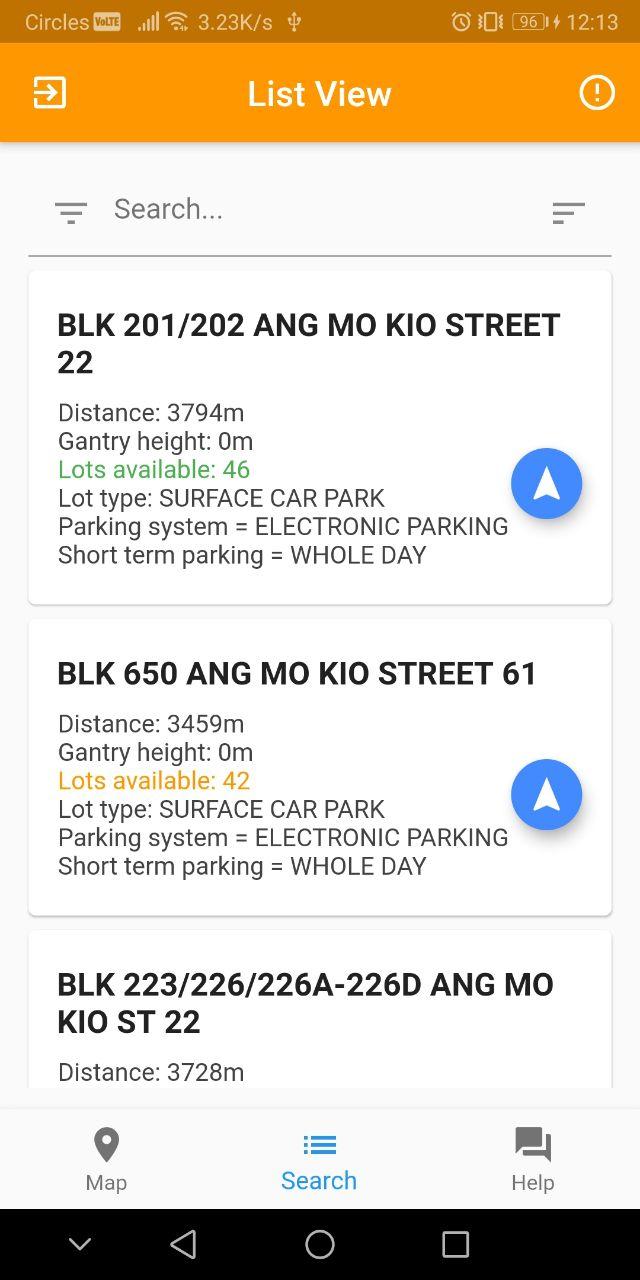 Circles VoLTE 3.23K/s 96 12:13
List View
Search...
BLK 201/202 ANG MO KIO STREET
22
Distance: 3794m
Gantry height: 0m
Lots available: 46
Lot type: SURFACE CAR PARK
Parking system = ELECTRONIC PARKING
Short term parking = WHOLE DAY
BLK 650 ANG MO KIO STREET 61
Distance: 3459m
Gantry height: 0m
Lots available: 42
Lot type: SURFACE CAR PARK
Parking system = ELECTRONIC PARKING
Short term parking = WHOLE DAY
BLK 223/226/226A-226D ANG MO
KIO ST 22
Distance: 3728m
Map Search Help